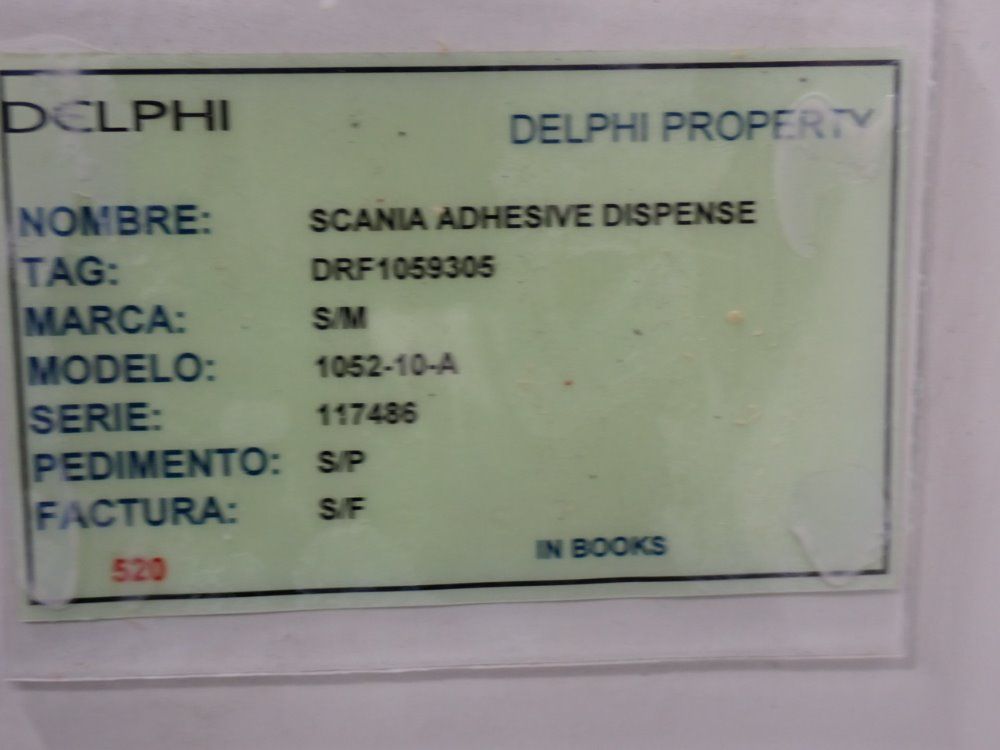 DELPHI
DELPHI PROPERTY
NOMBRE: SCANIA ADHESIVE DISPENSE
TAG: DRF1059305
MARCA: S/M
MODELO: 1052-10-A
SERIE: 117486
PEDIMENTO: S/P
FACTURA: S/F
520
IN BOOKS